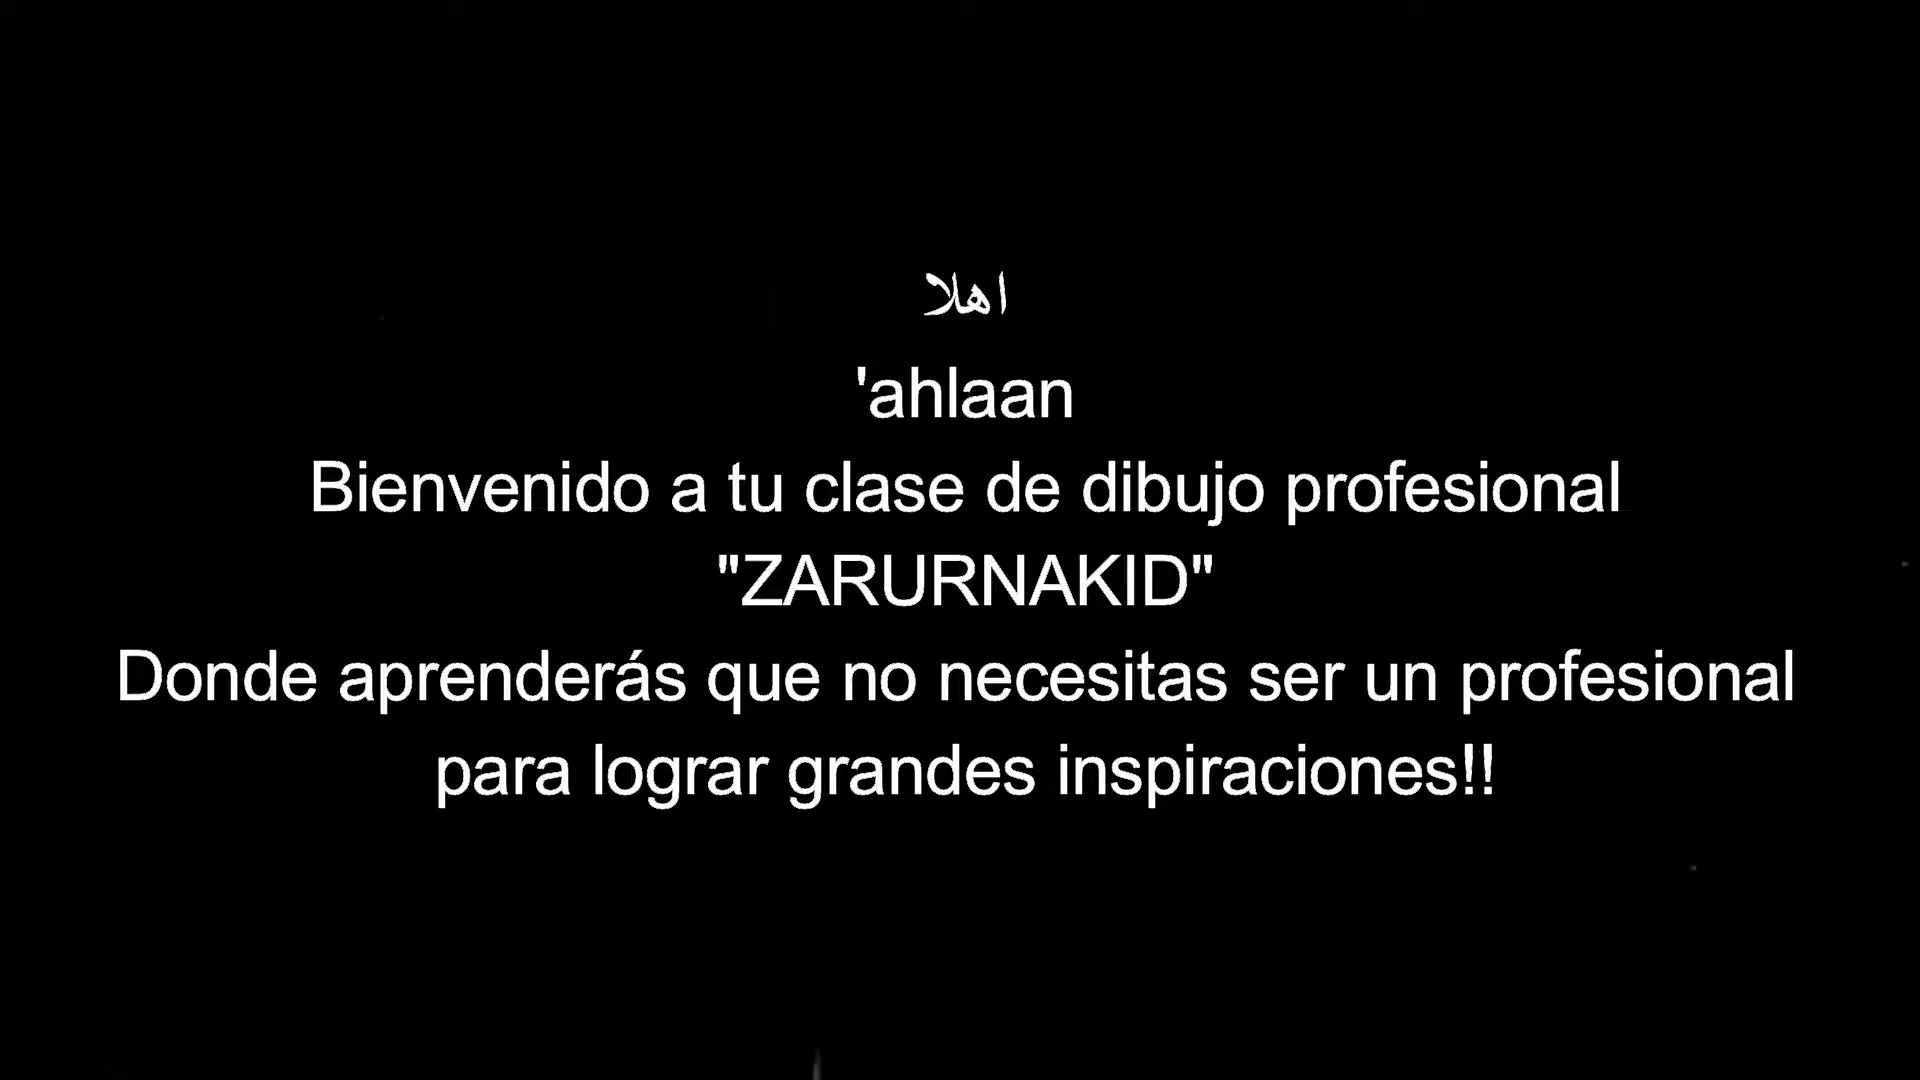 اهلا
'ahlaan
Bienvenido a tu clase de dibujo profesional
"ZARURNAKID"
Donde aprenderás que no necesitas ser un profesional
para lograr grandes inspiraciones!!